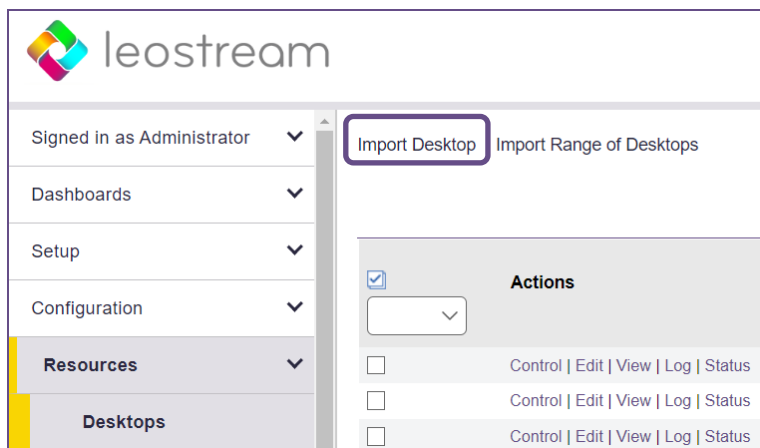 leostream
Signed in as Administrator
Dashboards
Setup
Configuration
Resources
Desktops
Import Desktop Import Range of Desktops
Actions
Control | Edit | View | Log | Status
Control | Edit | View | Log | Status
Control | Edit | View | Log | Status